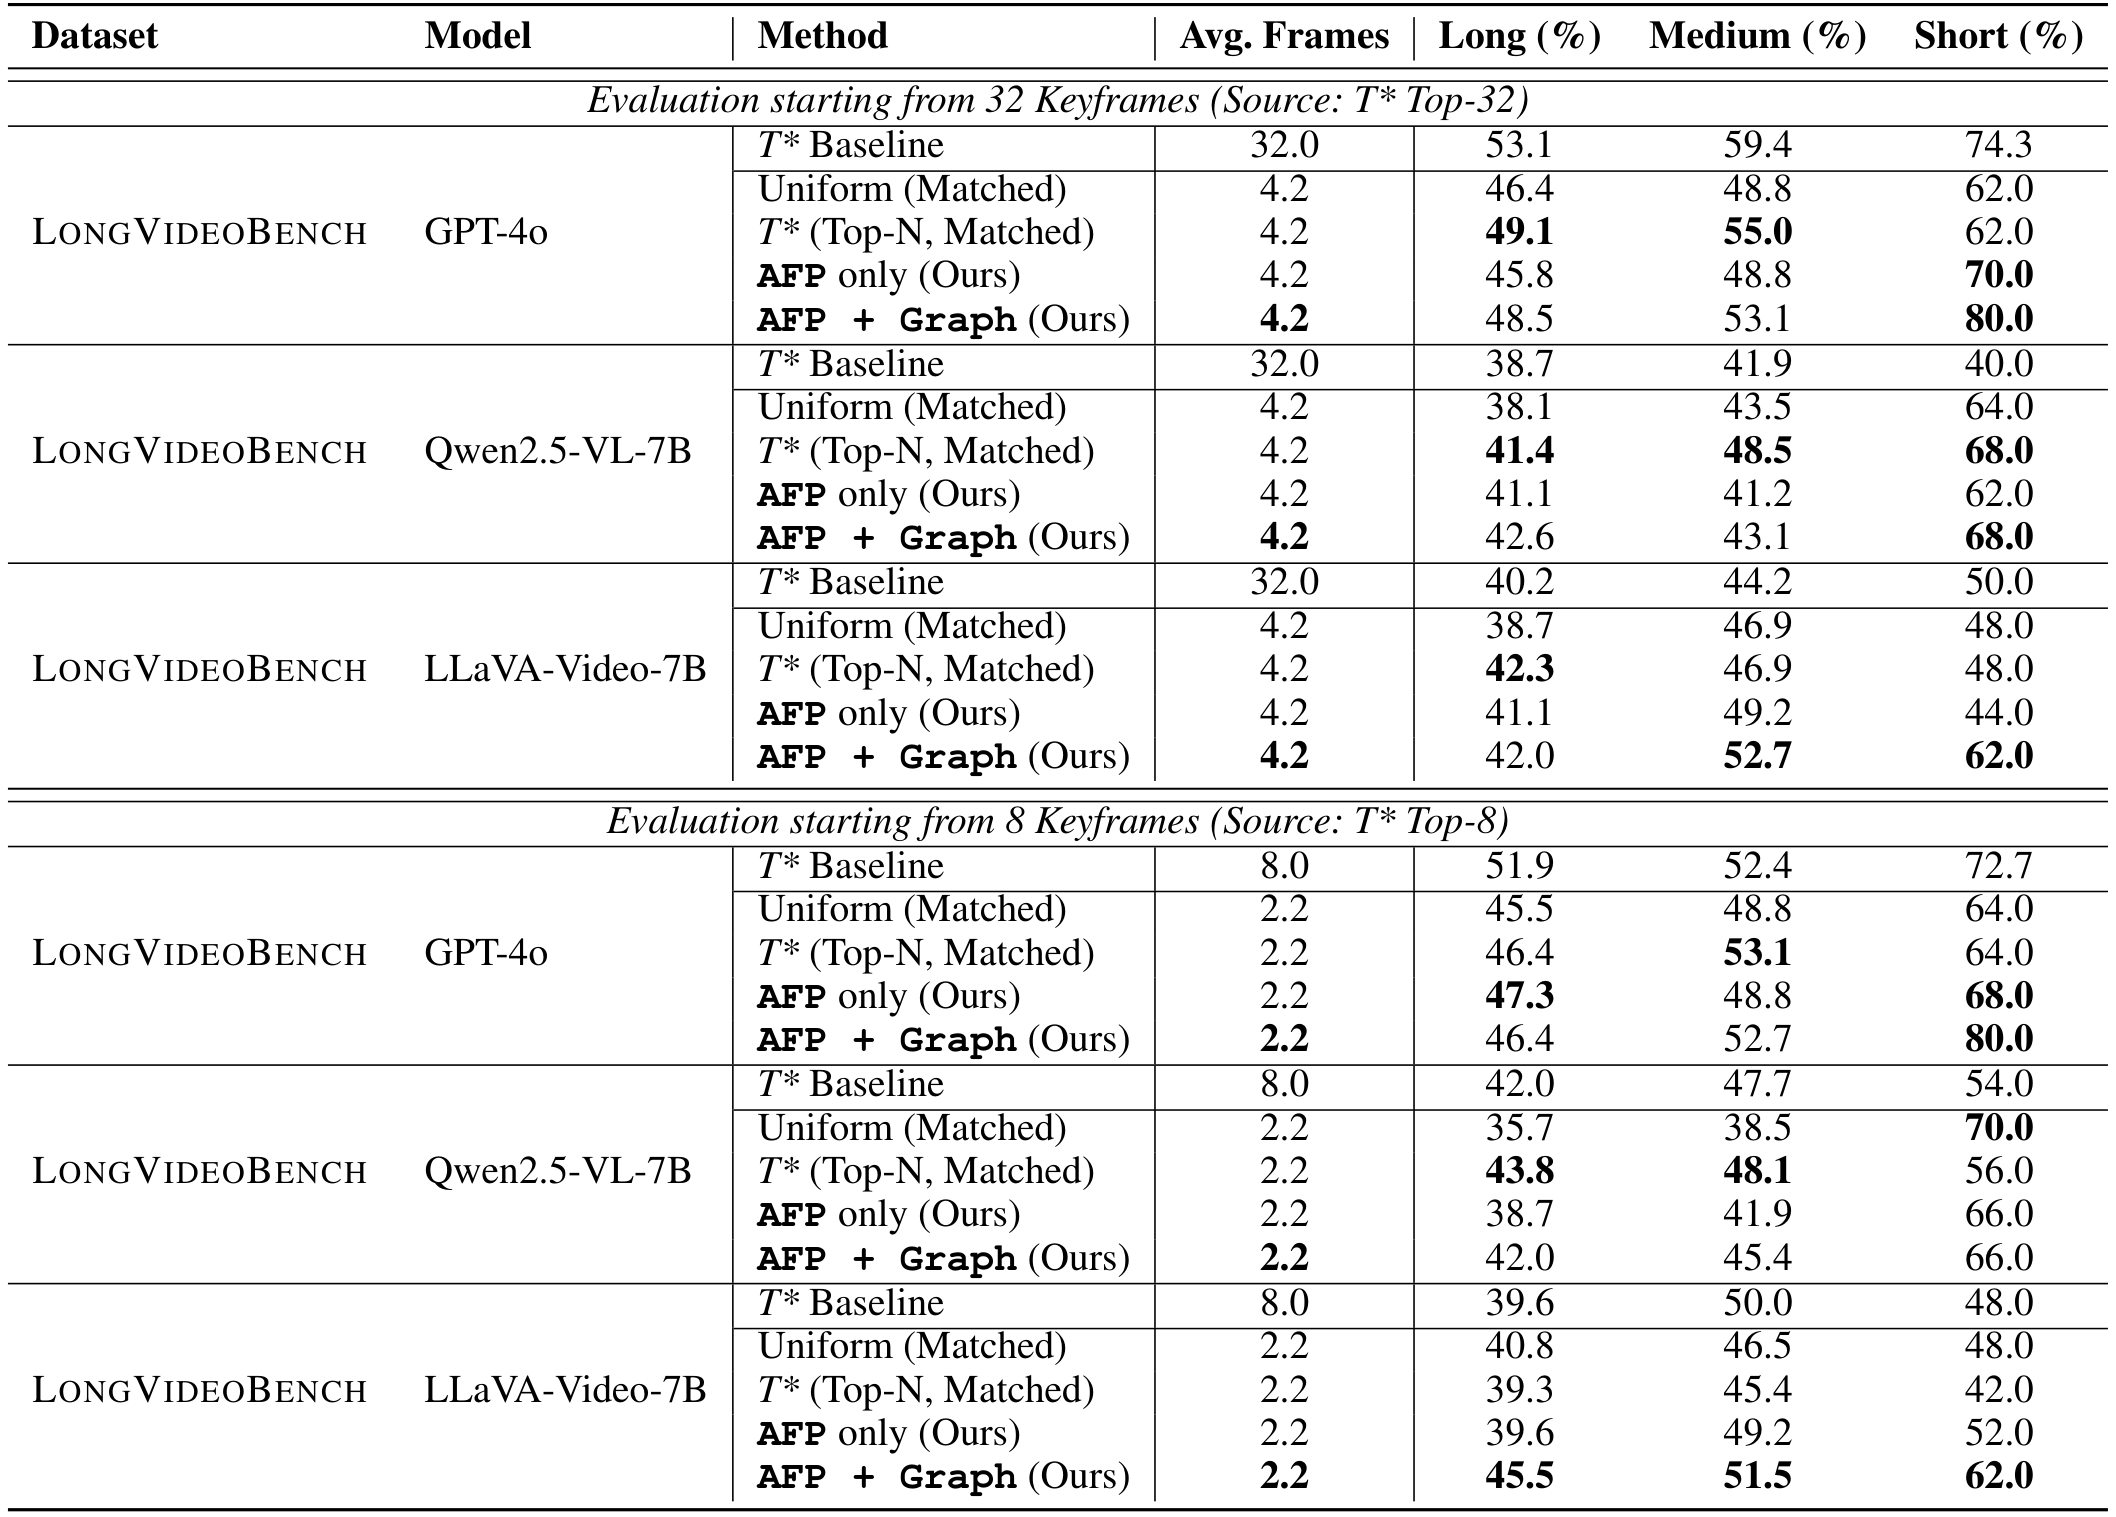 Dataset Model Method Avg. Frames Long (%) Medium (%) Short (%)
Evaluation starting from 32 Keyframes (Source: T* Top-32)
T* Baseline 32.0 53.1 59.4 74.3
Uniform (Matched) 4.2 46.4 48.8 62.0
LONGVIDEOBENCH GPT-4o T* (Top-N, Matched) 4.2 49.1 55.0 62.0
AFP only (Ours) 4.2 45.8 48.8 70.0
AFP + Graph (Ours) 4.2 48.5 53.1 80.0
T* Baseline 32.0 38.7 41.9 40.0
Uniform (Matched) 4.2 38.1 43.5 64.0
LONGVIDEOBENCH Qwen2.5-VL-7B T* (Top-N, Matched) 4.2 41.4 48.5 68.0
AFP only (Ours) 4.2 41.1 41.2 62.0
AFP + Graph (Ours) 4.2 42.6 43.1 68.0
T* Baseline 32.0 40.2 44.2 50.0
Uniform (Matched) 4.2 38.7 46.9 48.0
LONGVIDEOBENCH LLaVA-Video-7B T* (Top-N, Matched) 4.2 42.3 46.9 48.0
AFP only (Ours) 4.2 41.1 49.2 44.0
AFP + Graph (Ours) 4.2 42.0 52.7 62.0
Evaluation starting from 8 Keyframes (Source: T* Top-8)
T* Baseline 8.0 51.9 52.4 72.7
Uniform (Matched) 2.2 45.5 48.8 64.0
LONGVIDEOBENCH GPT-4o T* (Top-N, Matched) 2.2 46.4 53.1 64.0
AFP only (Ours) 2.2 47.3 48.8 68.0
AFP + Graph (Ours) 2.2 46.4 52.7 80.0
T* Baseline 8.0 42.0 47.7 54.0
Uniform (Matched) 2.2 35.7 38.5 70.0
LONGVIDEOBENCH Qwen2.5-VL-7B T* (Top-N, Matched) 2.2 43.8 48.1 56.0
AFP only (Ours) 2.2 38.7 41.9 66.0
AFP + Graph (Ours) 2.2 42.0 45.4 66.0
T* Baseline 8.0 39.6 50.0 48.0
Uniform (Matched) 2.2 40.8 46.5 48.0
LONGVIDEOBENCH LLaVA-Video-7B T* (Top-N, Matched) 2.2 39.3 45.4 42.0
AFP only (Ours) 2.2 39.6 49.2 52.0
AFP + Graph (Ours) 2.2 45.5 51.5 62.0